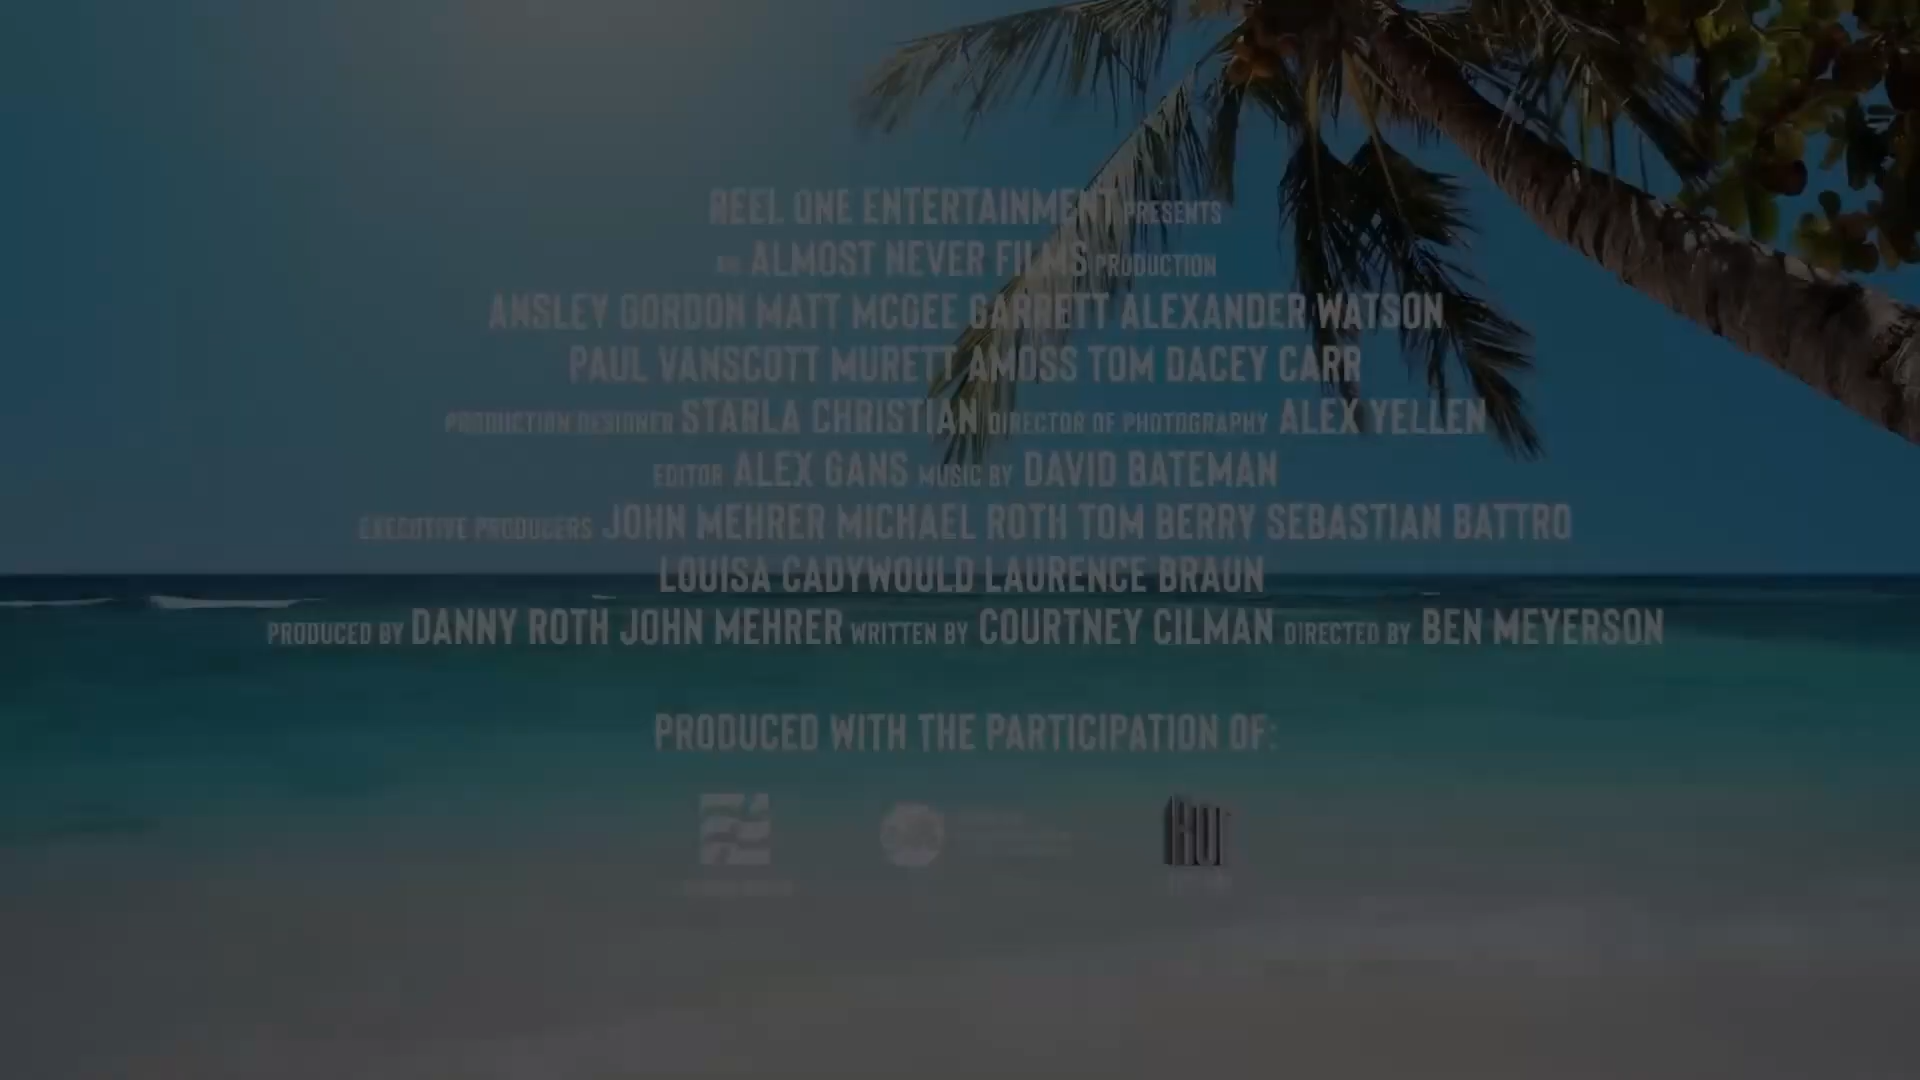 REEL ONE ENTERTAINMENT PRESENTS
AN ALMOST NEVER FILMS PRODUCTION
ANSLEY GORDON MATT MCGEE GARRETT ALEXANDER WATSON
PAUL VANSCOTT MURETT AMOSS TOM DACEY CARR
PRODUCTION DESIGNER STARLA CHRISTIAN DIRECTOR OF PHOTOGRAPHY ALEX YELLEN
EDITOR ALEX GANS MUSIC BY DAVID BATEMAN
EXECUTIVE PRODUCERS JOHN MEHRER MICHAEL ROTH TOM BERRY SEBASTIAN BATTRO
LOUISA CADYWOULD LAURENCE BRAUN
PRODUCED BY DANNY ROTH JOHN MEHRER WRITTEN BY COURTNEY GILMAN DIRECTED BY BEN MEYERSON
PRODUCED WITH THE PARTICIPATION OF: